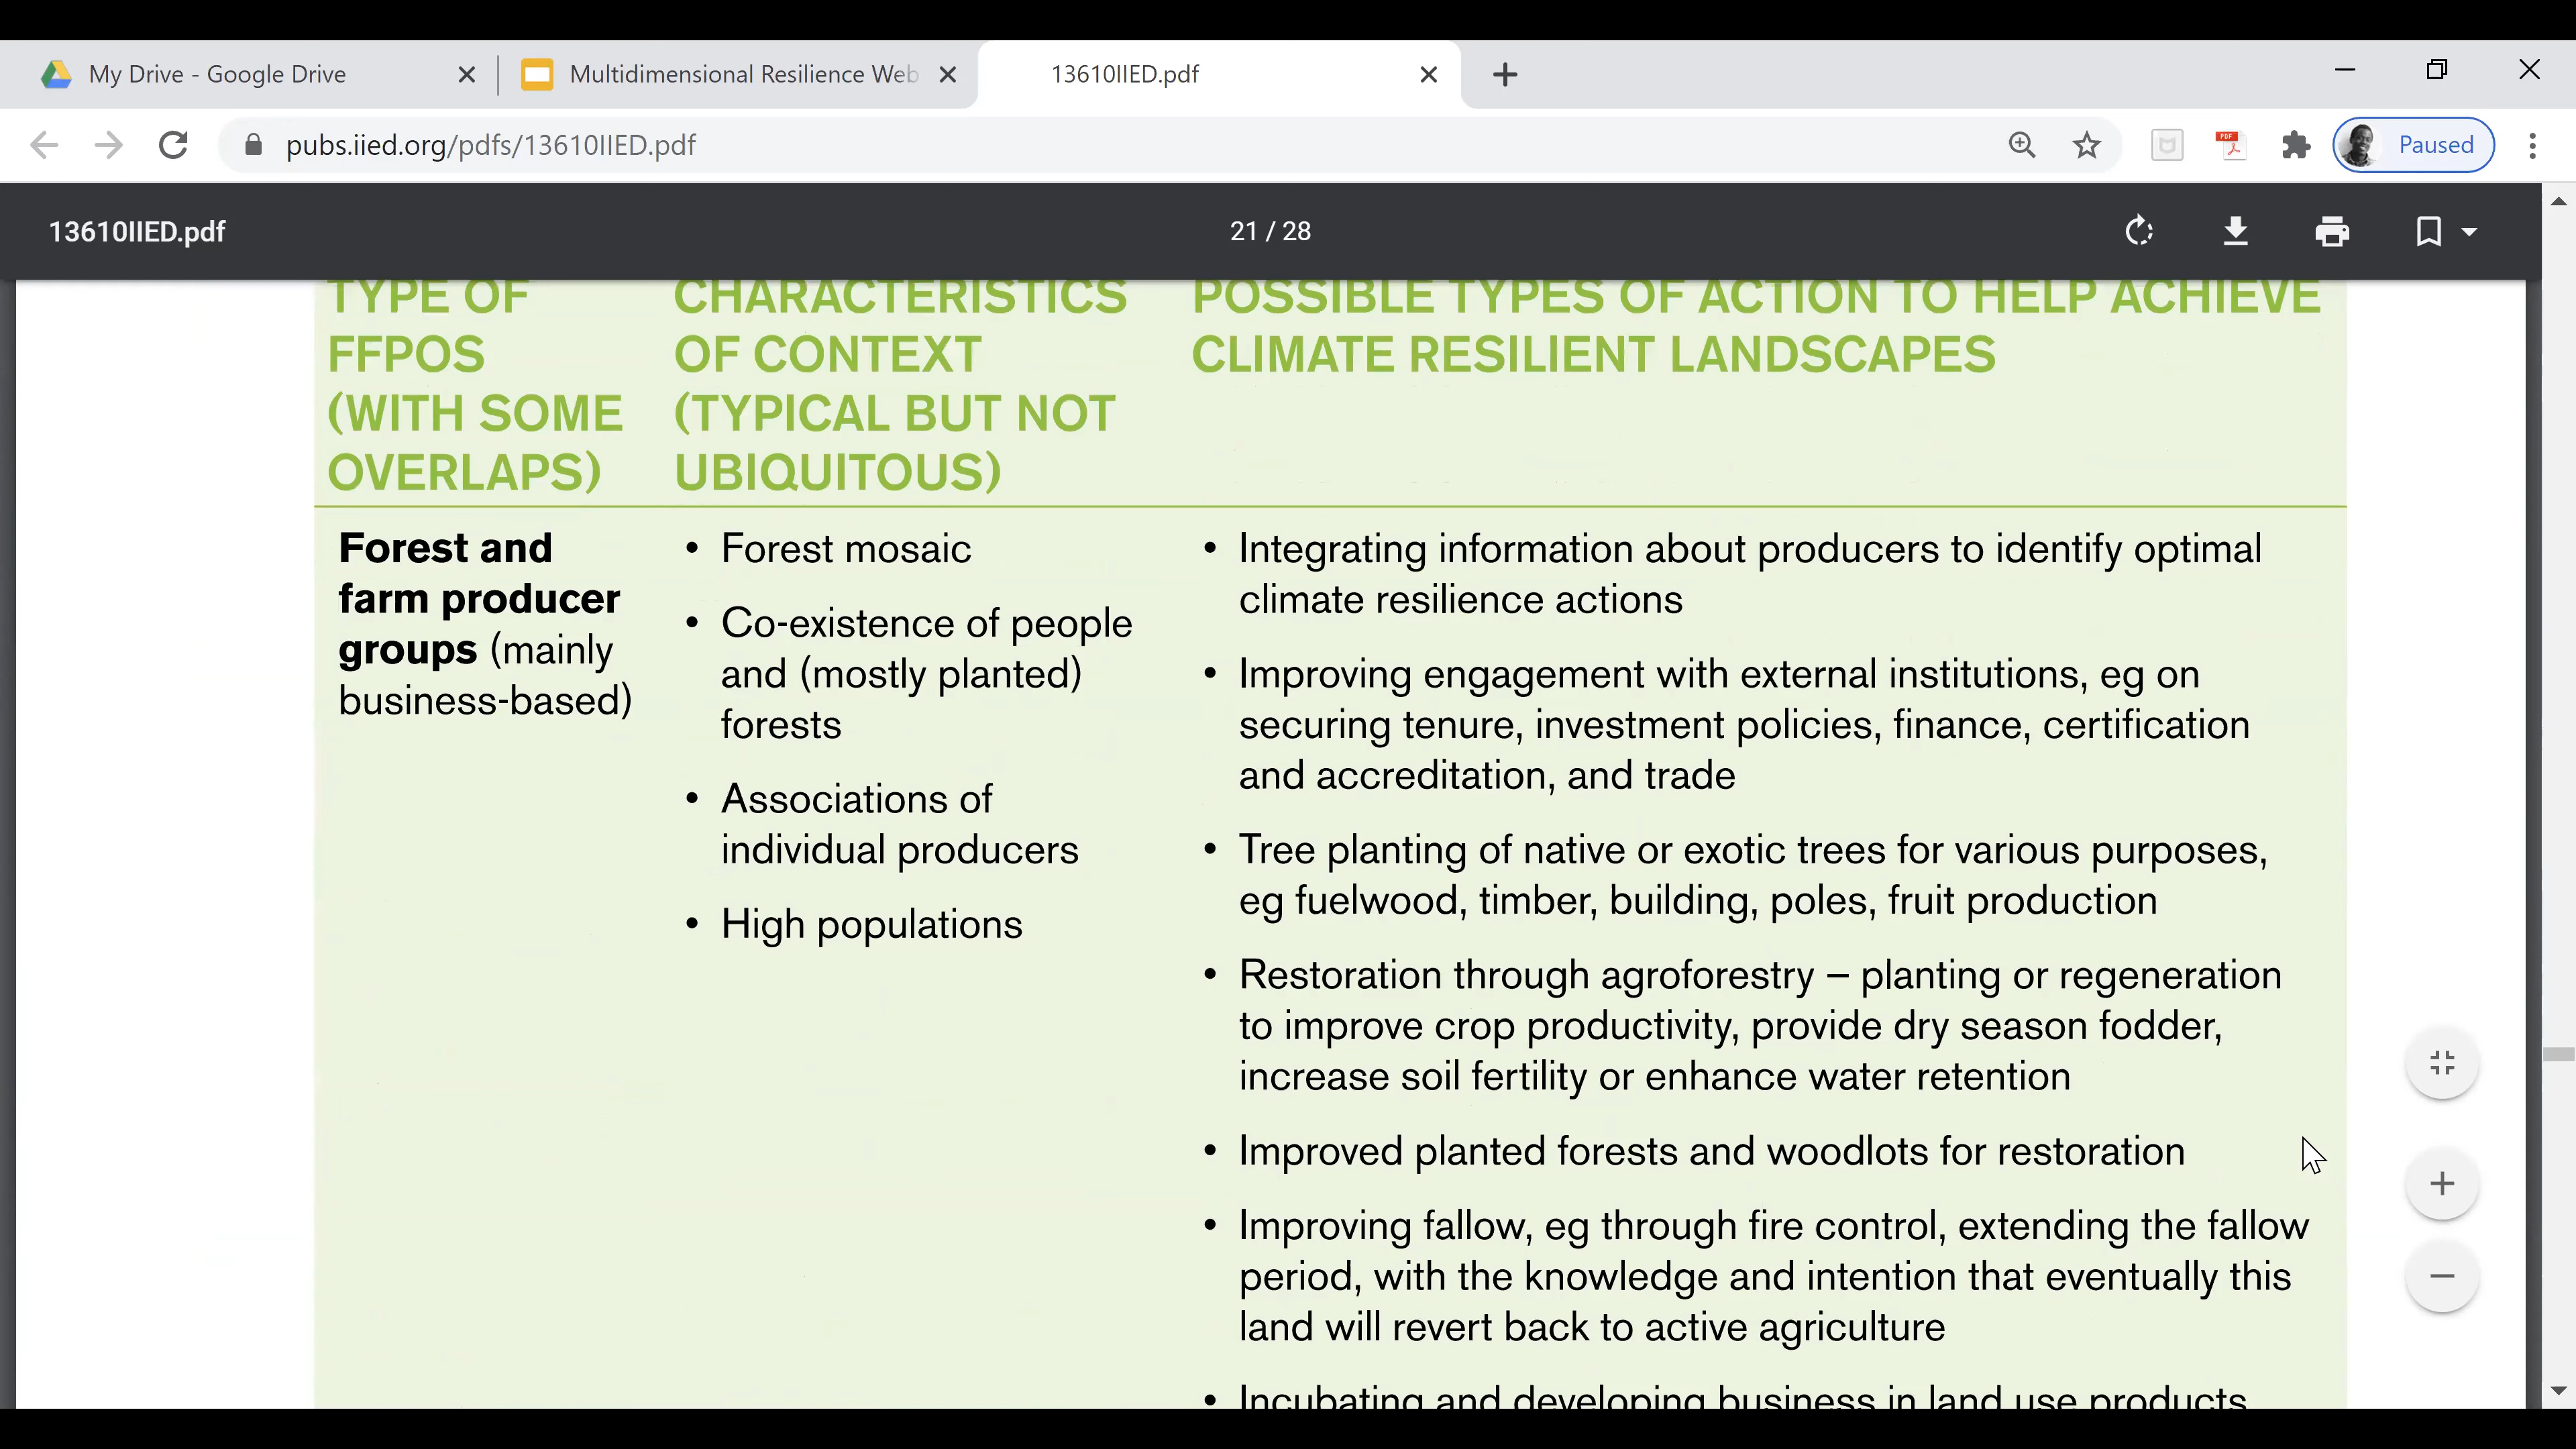 My Drive - Google Drive
Multidimensional Resilience Web
13610IIED.pdf
pubs.iied.org/pdfs/13610IIED.pdf
Paused
13610IIED.pdf
21 / 28
TYPE OF
FFPOS
(WITH SOME
OVERLAPS)
CHARACTERISTICS
OF CONTEXT
(TYPICAL BUT NOT
UBIQUITOUS)
POSSIBLE TYPES OF ACTION TO HELP ACHIEVE
CLIMATE RESILIENT LANDSCAPES
Forest and
farm producer
groups (mainly
business-based)
• Forest mosaic
• Co-existence of people
and (mostly planted)
forests
• Associations of
individual producers
• High populations
• Integrating information about producers to identify optimal
climate resilience actions
• Improving engagement with external institutions, eg on
securing tenure, investment policies, finance, certification
and accreditation, and trade
• Tree planting of native or exotic trees for various purposes,
eg fuelwood, timber, building, poles, fruit production
• Restoration through agroforestry – planting or regeneration
to improve crop productivity, provide dry season fodder,
increase soil fertility or enhance water retention
• Improved planted forests and woodlots for restoration
• Improving fallow, eg through fire control, extending the fallow
period, with the knowledge and intention that eventually this
land will revert back to active agriculture
• Incubating and developing business in land use products